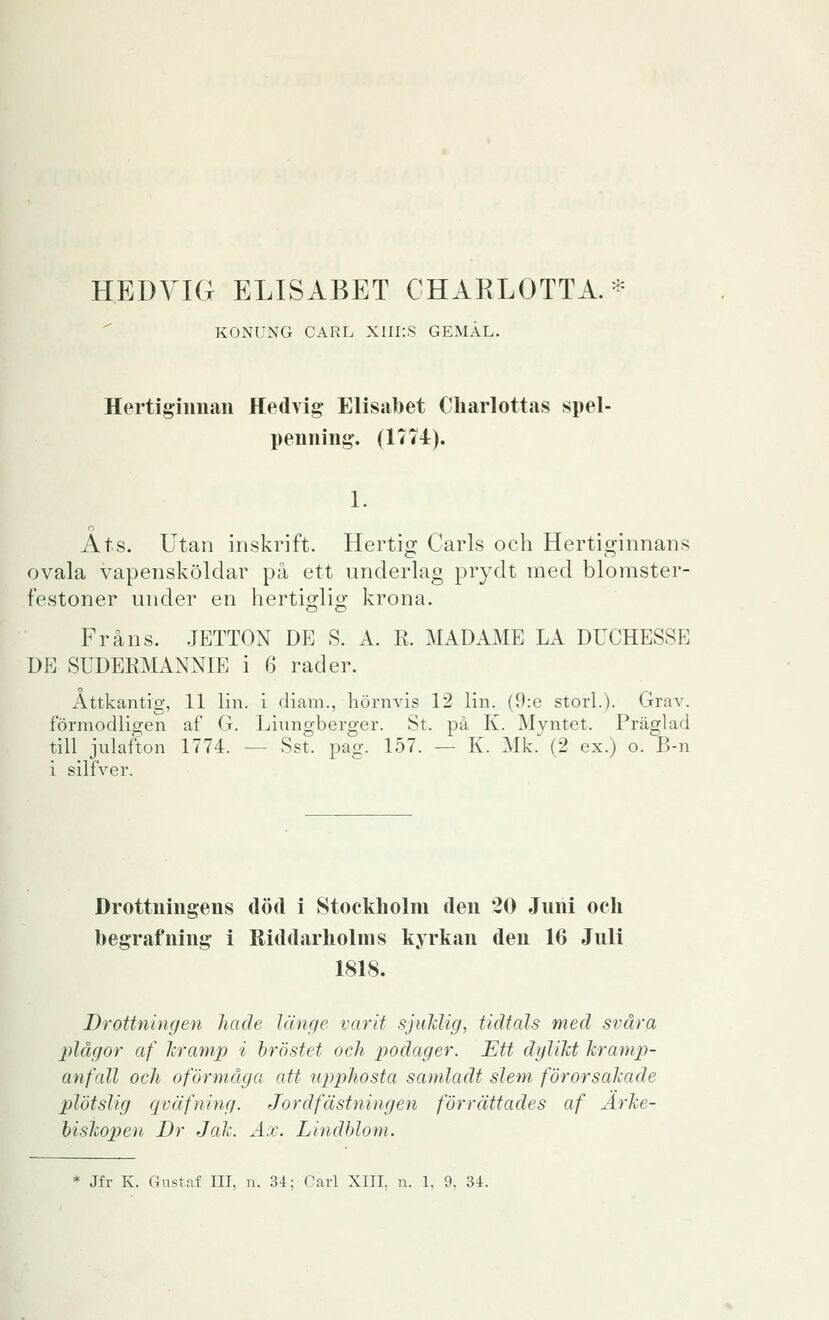 HEDVIG ELISABET CHARLOTTA.*
KONUNG CARL XIII:S GEMÅL.
Hertiginnan Hedvig Elisabet Charlottas spel-
penning. (1774).
1.
Åts. Utan inskrift. Hertig Carls och Hertiginnans
ovala vapensköldar på ett underlag prydt med blomster-
festoner under en hertiglig krona.
Fråns. JETTON DE S. A. R. MADAME LA DUCHESSE
DE SUDERMANNIE i 6 rader.
Åttkantig, 11 lin. i diam., hörnvis 12 lin. (9:e storl.). Grav.
förmodligen af G. Liungberger. St. på K. Myntet. Präglad
till julafton 1774. — Sst. pag. 157. — K. Mk. (2 ex.) o. B-n
i silfver.
Drottningens död i Stockholm den 20 Juni och
begrafning i Riddarholms kyrkan den 16 Juli
1818.
Drottningen hade länge varit sjuklig, tidtals med svåra
plågor af kramp i bröstet och podager. Ett dylikt kramp-
anfall och oförmåga att upphosta samladt slem förorsakade
plötslig qväfning. Jordfästningen förrättades af Ärke-
biskopen Dr Jak. Ax. Lindblom.
* Jfr K. Gustaf III, n. 34; Carl XIII, n. 1, 9, 34.